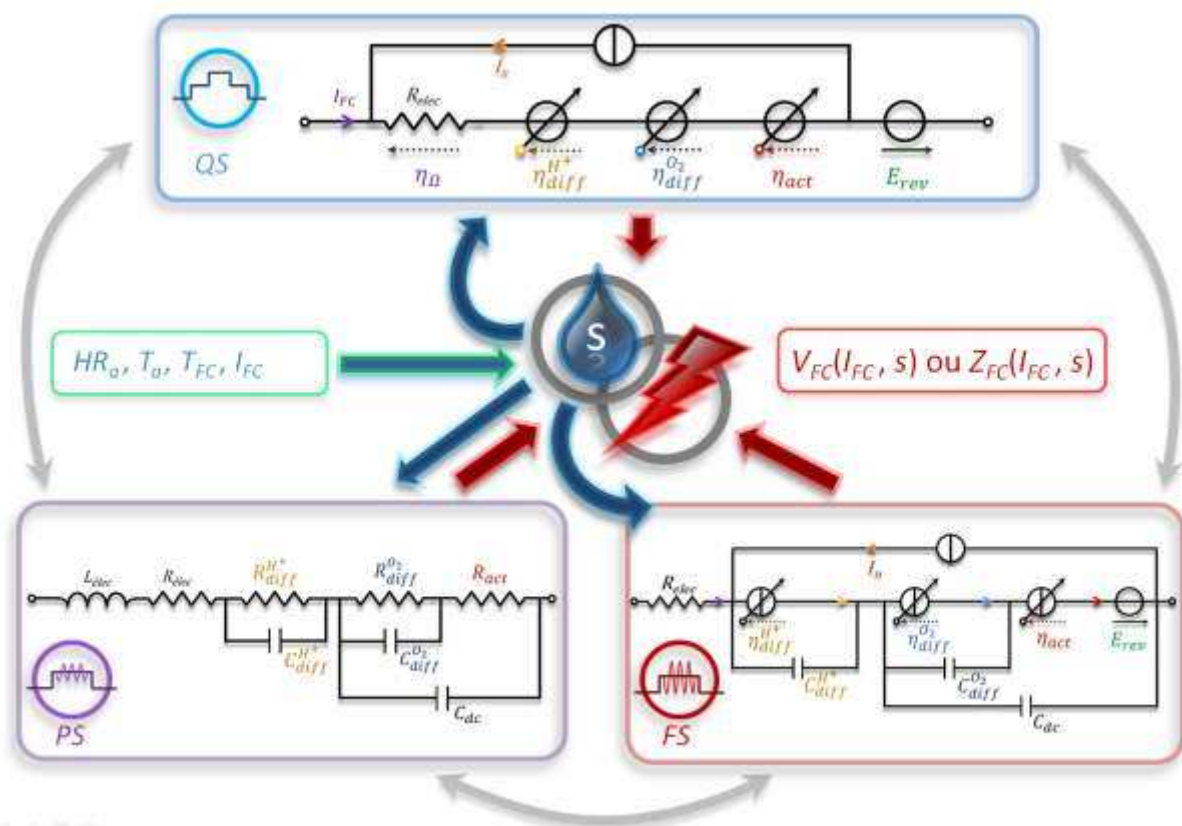 I_n
I_FC
R_elec
QS
η_Ω
η_diff^H+
η_diff^O2
η_act
E_rev
S
HR_a, T_a, T_FC, I_FC
V_FC(I_FC, s) ou Z_FC(I_FC, s)
L_élec
R_élec
R_diff^H+
R_diff^O2
R_act
C_diff^H+
C_diff^O2
C_dc
PS
I_n
R_elec
η_diff^H+
η_diff^O2
η_act
E_rev
C_diff^H+
C_diff^O2
C_dc
FS